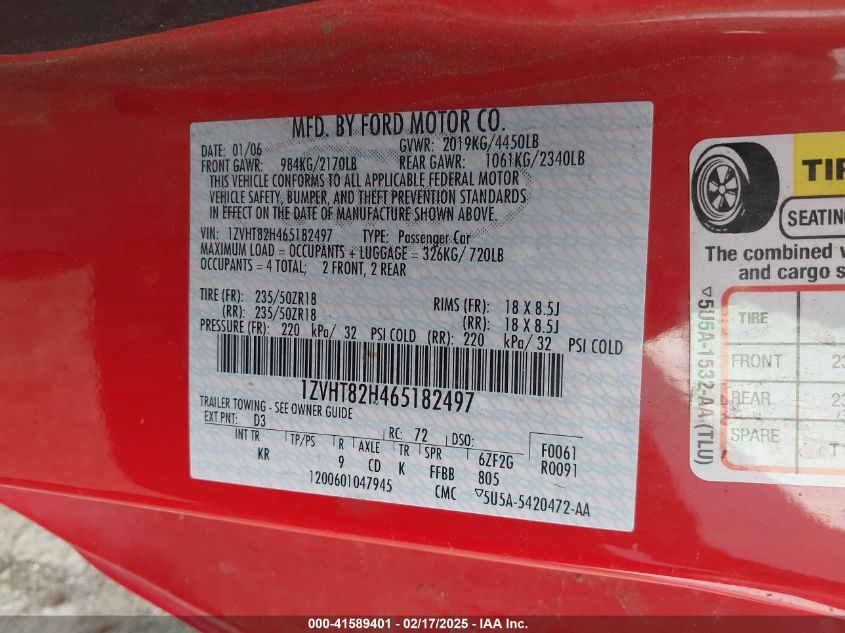 MFD. BY FORD MOTOR CO.
DATE: 01/06 GVWR: 2019KG/4450LB
FRONT GAWR: 984KG/2170LB REAR GAWR: 1061KG/2340LB
THIS VEHICLE CONFORMS TO ALL APPLICABLE FEDERAL MOTOR
VEHICLE SAFETY, BUMPER, AND THEFT PREVENTION STANDARDS
IN EFFECT ON THE DATE OF MANUFACTURE SHOWN ABOVE.
VIN: 1ZVHT82H465182497 TYPE: Passenger Car
MAXIMUM LOAD = OCCUPANTS + LUGGAGE = 326KG/ 720LB
OCCUPANTS = 4 TOTAL; 2 FRONT, 2 REAR
TIRE (FR): 235/50ZR18 RIMS (FR): 18 X 8.5J
(RR): 235/50ZR18 (RR): 18 X 8.5J
PRESSURE (FR): 220 kPa/ 32 PSI COLD (RR): 220 kPa/ 32 PSI COLD
1ZVHT82H465182497
TRAILER TOWING - SEE OWNER GUIDE
EXT PNT: D3 RC: 72 DSO: F0061
INT TR TP/PS R AXLE TR SPR 6ZF2G R0091
KR 9 CD K FFBB 805
1200601047945 CMC ▽5U5A-5420472-AA
TIR
SEATING
The combined
and cargo s
▽5U5A-1532-AA (TLU)
TIRE
FRONT 23
REAR 23
SPARE T
000-41589401 - 02/17/2025 - IAA, Inc.